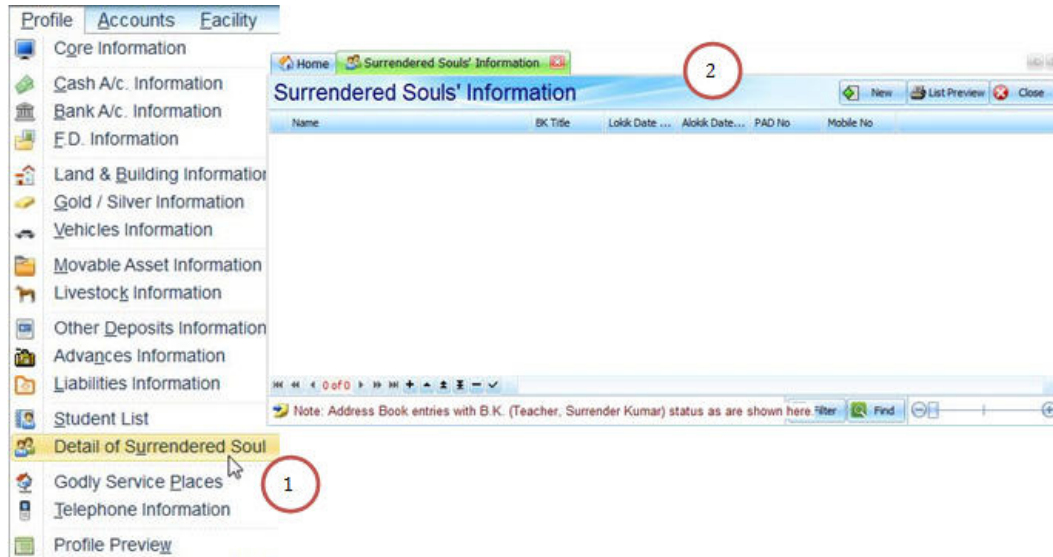 Profile Accounts Facility
Core Information
Cash A/c. Information
Bank A/c. Information
F.D. Information
Land & Building Information
Gold / Silver Information
Vehicles Information
Movable Asset Information
Livestock Information
Other Deposits Information
Advances Information
Liabilities Information
Student List
Detail of Surrendered Soul
Godly Service Places
Telephone Information
Profile Preview
1
Home Surrendered Souls' Information
2
Surrendered Souls' Information
New List Preview Close
Name BK Title Lokik Date ... Alokik Date... PAD No Mobile No
0 of 0
Note: Address Book entries with B.K. (Teacher, Surrender Kumar) status as are shown here. Filter Find